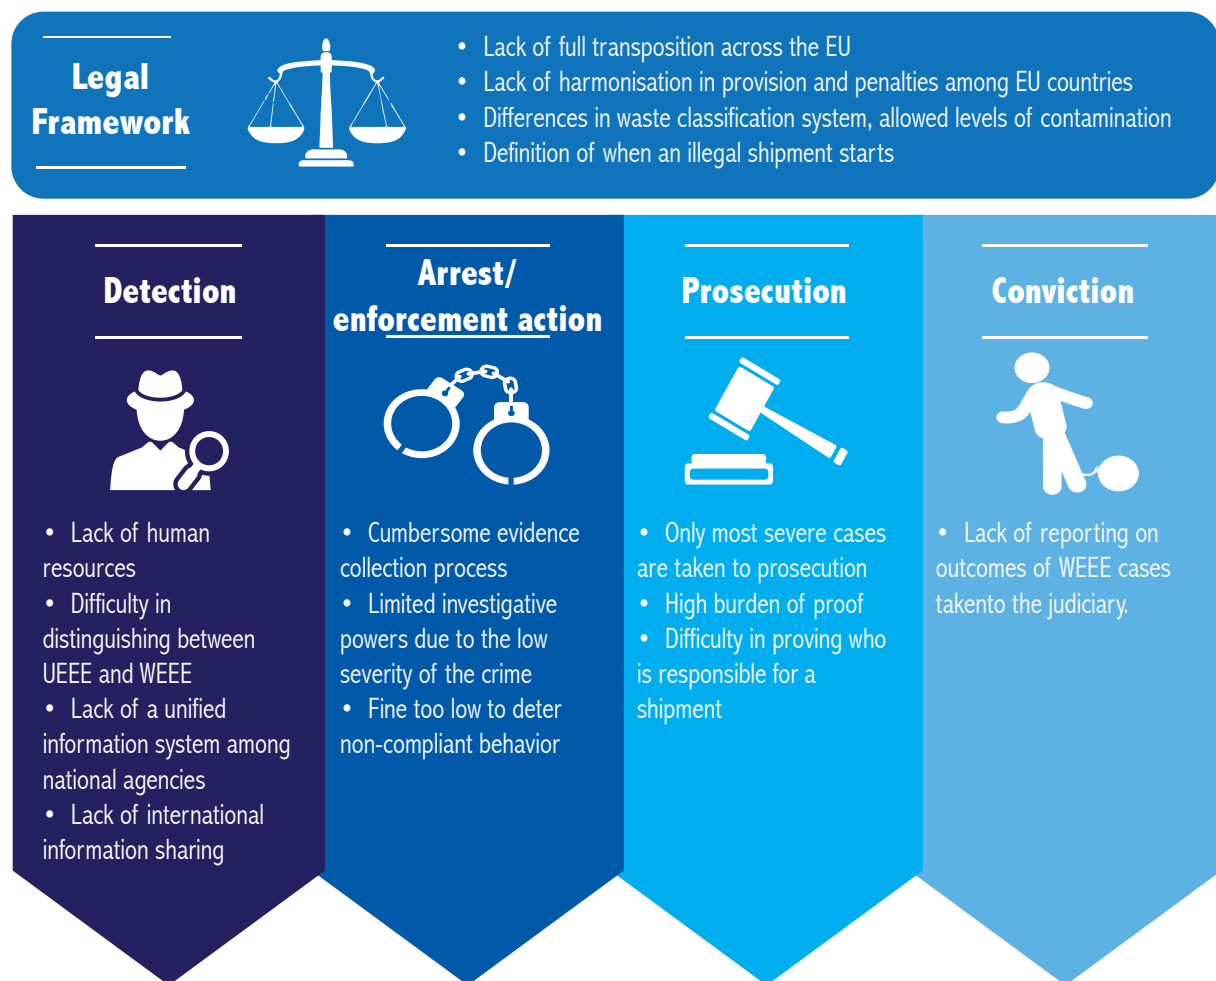 Legal
Framework
• Lack of full transposition across the EU
• Lack of harmonisation in provision and penalties among EU countries
• Differences in waste classification system, allowed levels of contamination
• Definition of when an illegal shipment starts
Detection
• Lack of human
resources
• Difficulty in
distinguishing between
UEEE and WEEE
• Lack of a unified
information system among
national agencies
• Lack of international
information sharing
Arrest/
enforcement action
• Cumbersome evidence
collection process
• Limited investigative
powers due to the low
severity of the crime
• Fine too low to deter
non-compliant behavior
Prosecution
• Only most severe cases
are taken to prosecution
• High burden of proof
• Difficulty in proving who
is responsible for a
shipment
Conviction
• Lack of reporting on
outcomes of WEEE cases
takento the judiciary.